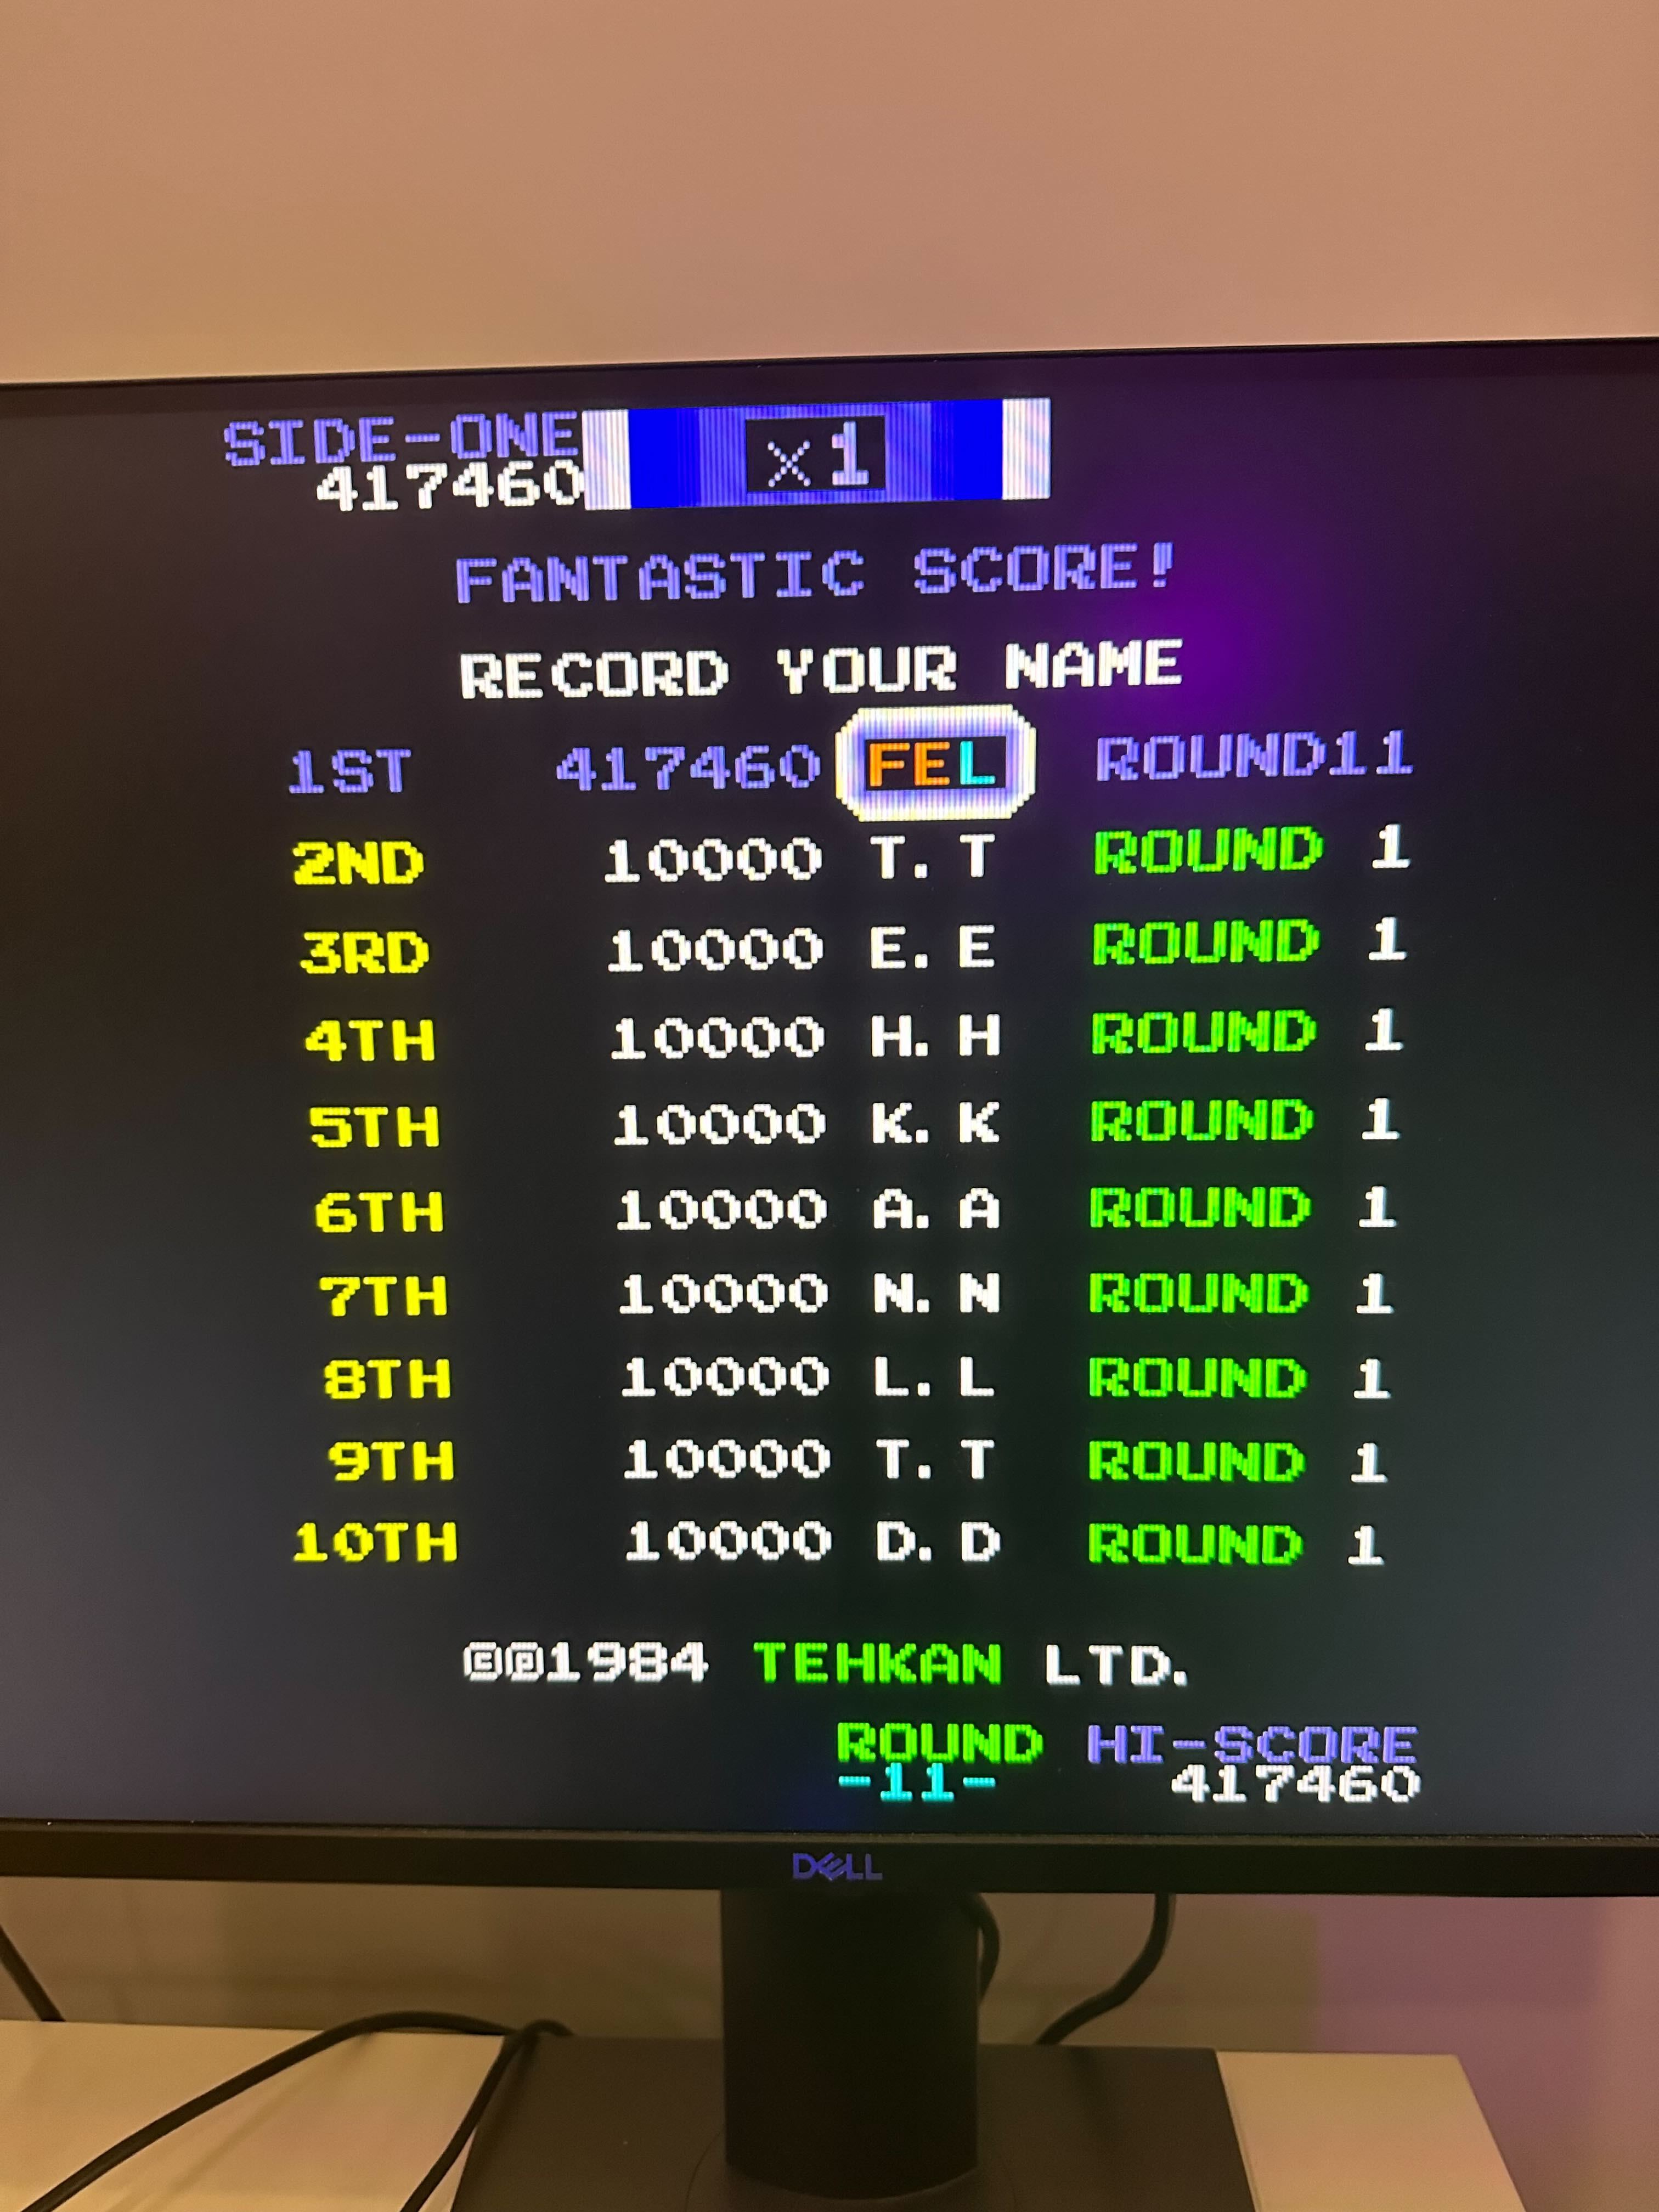 SIDE-ONE
417460
x1
FANTASTIC SCORE!
RECORD YOUR NAME
1ST 417460 FEL ROUND11
2ND 10000 T. T ROUND 1
3RD 10000 E. E ROUND 1
4TH 10000 H. H ROUND 1
5TH 10000 K. K ROUND 1
6TH 10000 A. A ROUND 1
7TH 10000 N. N ROUND 1
8TH 10000 L. L ROUND 1
9TH 10000 T. T ROUND 1
10TH 10000 D. D ROUND 1
©℗1984 TEHKAN LTD.
ROUND HI-SCORE
-11- 417460
DELL